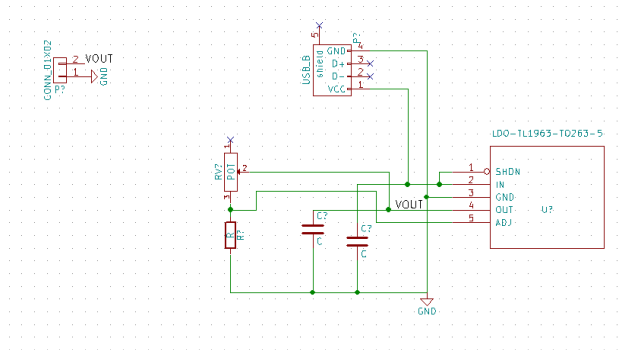 CONN_01X02
2
VOUT
1
GND
P?
5
USB_B
shield
P?
GND
4
D+
3
D-
2
VCC
1
LDO-TL1963-TO263-5
1
SHDN
2
IN
3
GND
4
OUT
5
ADJ
U?
VOUT
RV?
POT
1
2
3
R
R?
C?
C
C?
C
GND